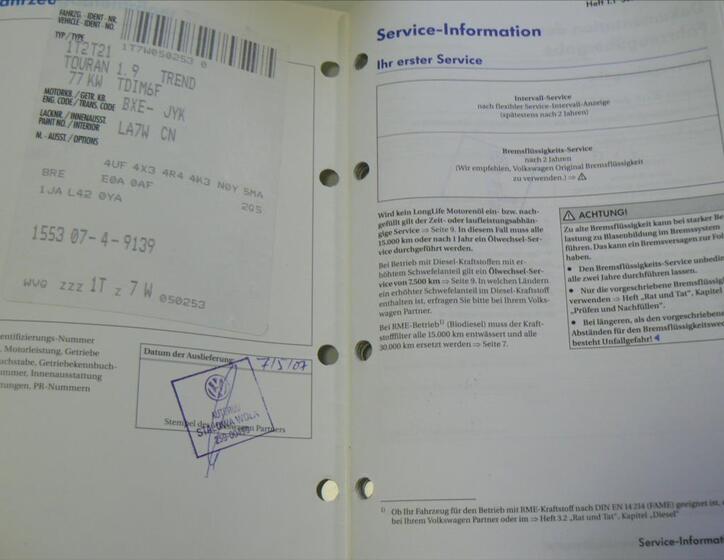 FAHRZG.-IDENT-NR.
VEHICLE-IDENT-NO.
1T7W050253 0
TYP/TYPE
1T2T21
TOURAN 1.9 TREND
77 KW TDIM6F
MOTORKB./GETR. KB.
ENG. CODE/TRANS. CODE
BXE- JYK
LACKNR./INNENAUSST.
PAINT NO./INTERIOR
LA7W CN
M.-AUSST./OPTIONS
4UF 4X3 4R4 4K3 N0Y 5MA
BRE E0A 0AF 2Q5
1JA L42 0YA
1553 07-4-9139
WVG ZZZ 1T Z 7 W 050253
entifizierungs-Nummer
, Motorleistung, Getriebe
uchstabe, Getriebekennbuch-
ummer, Innenausstattung
rungen, PR-Nummern
Datum der Auslieferung
7/5/07
STALOWA WOLA
Service-Information
Ihr erster Service
Intervall-Service
nach flexibler Service-Intervall-Anzeige
(spätestens nach 2 Jahren)
Bremsflüssigkeits-Service
nach 2 Jahren
(Wir empfehlen, Volkswagen Original Bremsflüssigkeit
zu verwenden.) ⇒ ⚠
Wird kein LongLife Motorenöl ein- bzw. nach-
gefüllt gilt der Zeit- oder laufleistungsabhän-
gige Service ⇒ Seite 9. In diesem Fall muss alle
15.000 km oder nach 1 Jahr ein Ölwechsel-Ser-
vice durchgeführt werden.
Bei Betrieb mit Diesel-Kraftstoffen mit er-
höhtem Schwefelanteil gilt ein Ölwechsel-Ser-
vice von 7.500 km ⇒ Seite 9. In welchen Ländern
ein erhöhter Schwefelanteil im Diesel-Kraftstoff
enthalten ist, erfragen Sie bitte bei Ihrem Volks-
wagen Partner.
Bei RME-Betrieb1) (Biodiesel) muss der Kraft-
stofffilter alle 15.000 km entwässert und alle
30.000 km ersetzt werden ⇒ Seite 7.
⚠ ACHTUNG!
Zu alte Bremsflüssigkeit kann bei starker Be
lastung zu Blasenbildung im Bremssystem
führen. Das kann ein Bremsversagen zur Fol
haben.
• Den Bremsflüssigkeits-Service unbedin
alle zwei Jahre durchführen lassen.
• Nur die vorgeschriebene Bremsflüssig
verwenden ⇒ Heft „Rat und Tat", Kapitel
„Prüfen und Nachfüllen".
• Bei längeren, als den vorgeschriebene
Abständen für den Bremsflüssigkeitswe
besteht Unfallgefahr!
1) Ob Ihr Fahrzeug für den Betrieb mit RME-Kraftstoff nach DIN EN 14 214 (FAME) geeignet ist,
bei Ihrem Volkswagen Partner oder im ⇒ Heft 3.2 „Rat und Tat", Kapitel „Diesel"
Service-Informat